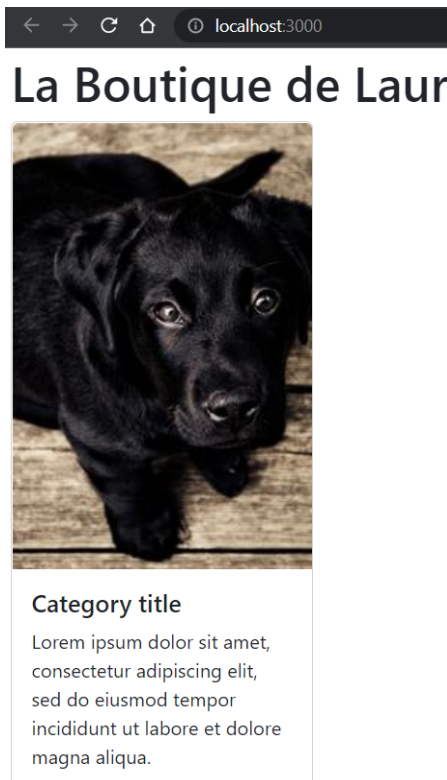 localhost:3000
La Boutique de Laur
Category title
Lorem ipsum dolor sit amet,
consectetur adipiscing elit,
sed do eiusmod tempor
incididunt ut labore et dolore
magna aliqua.